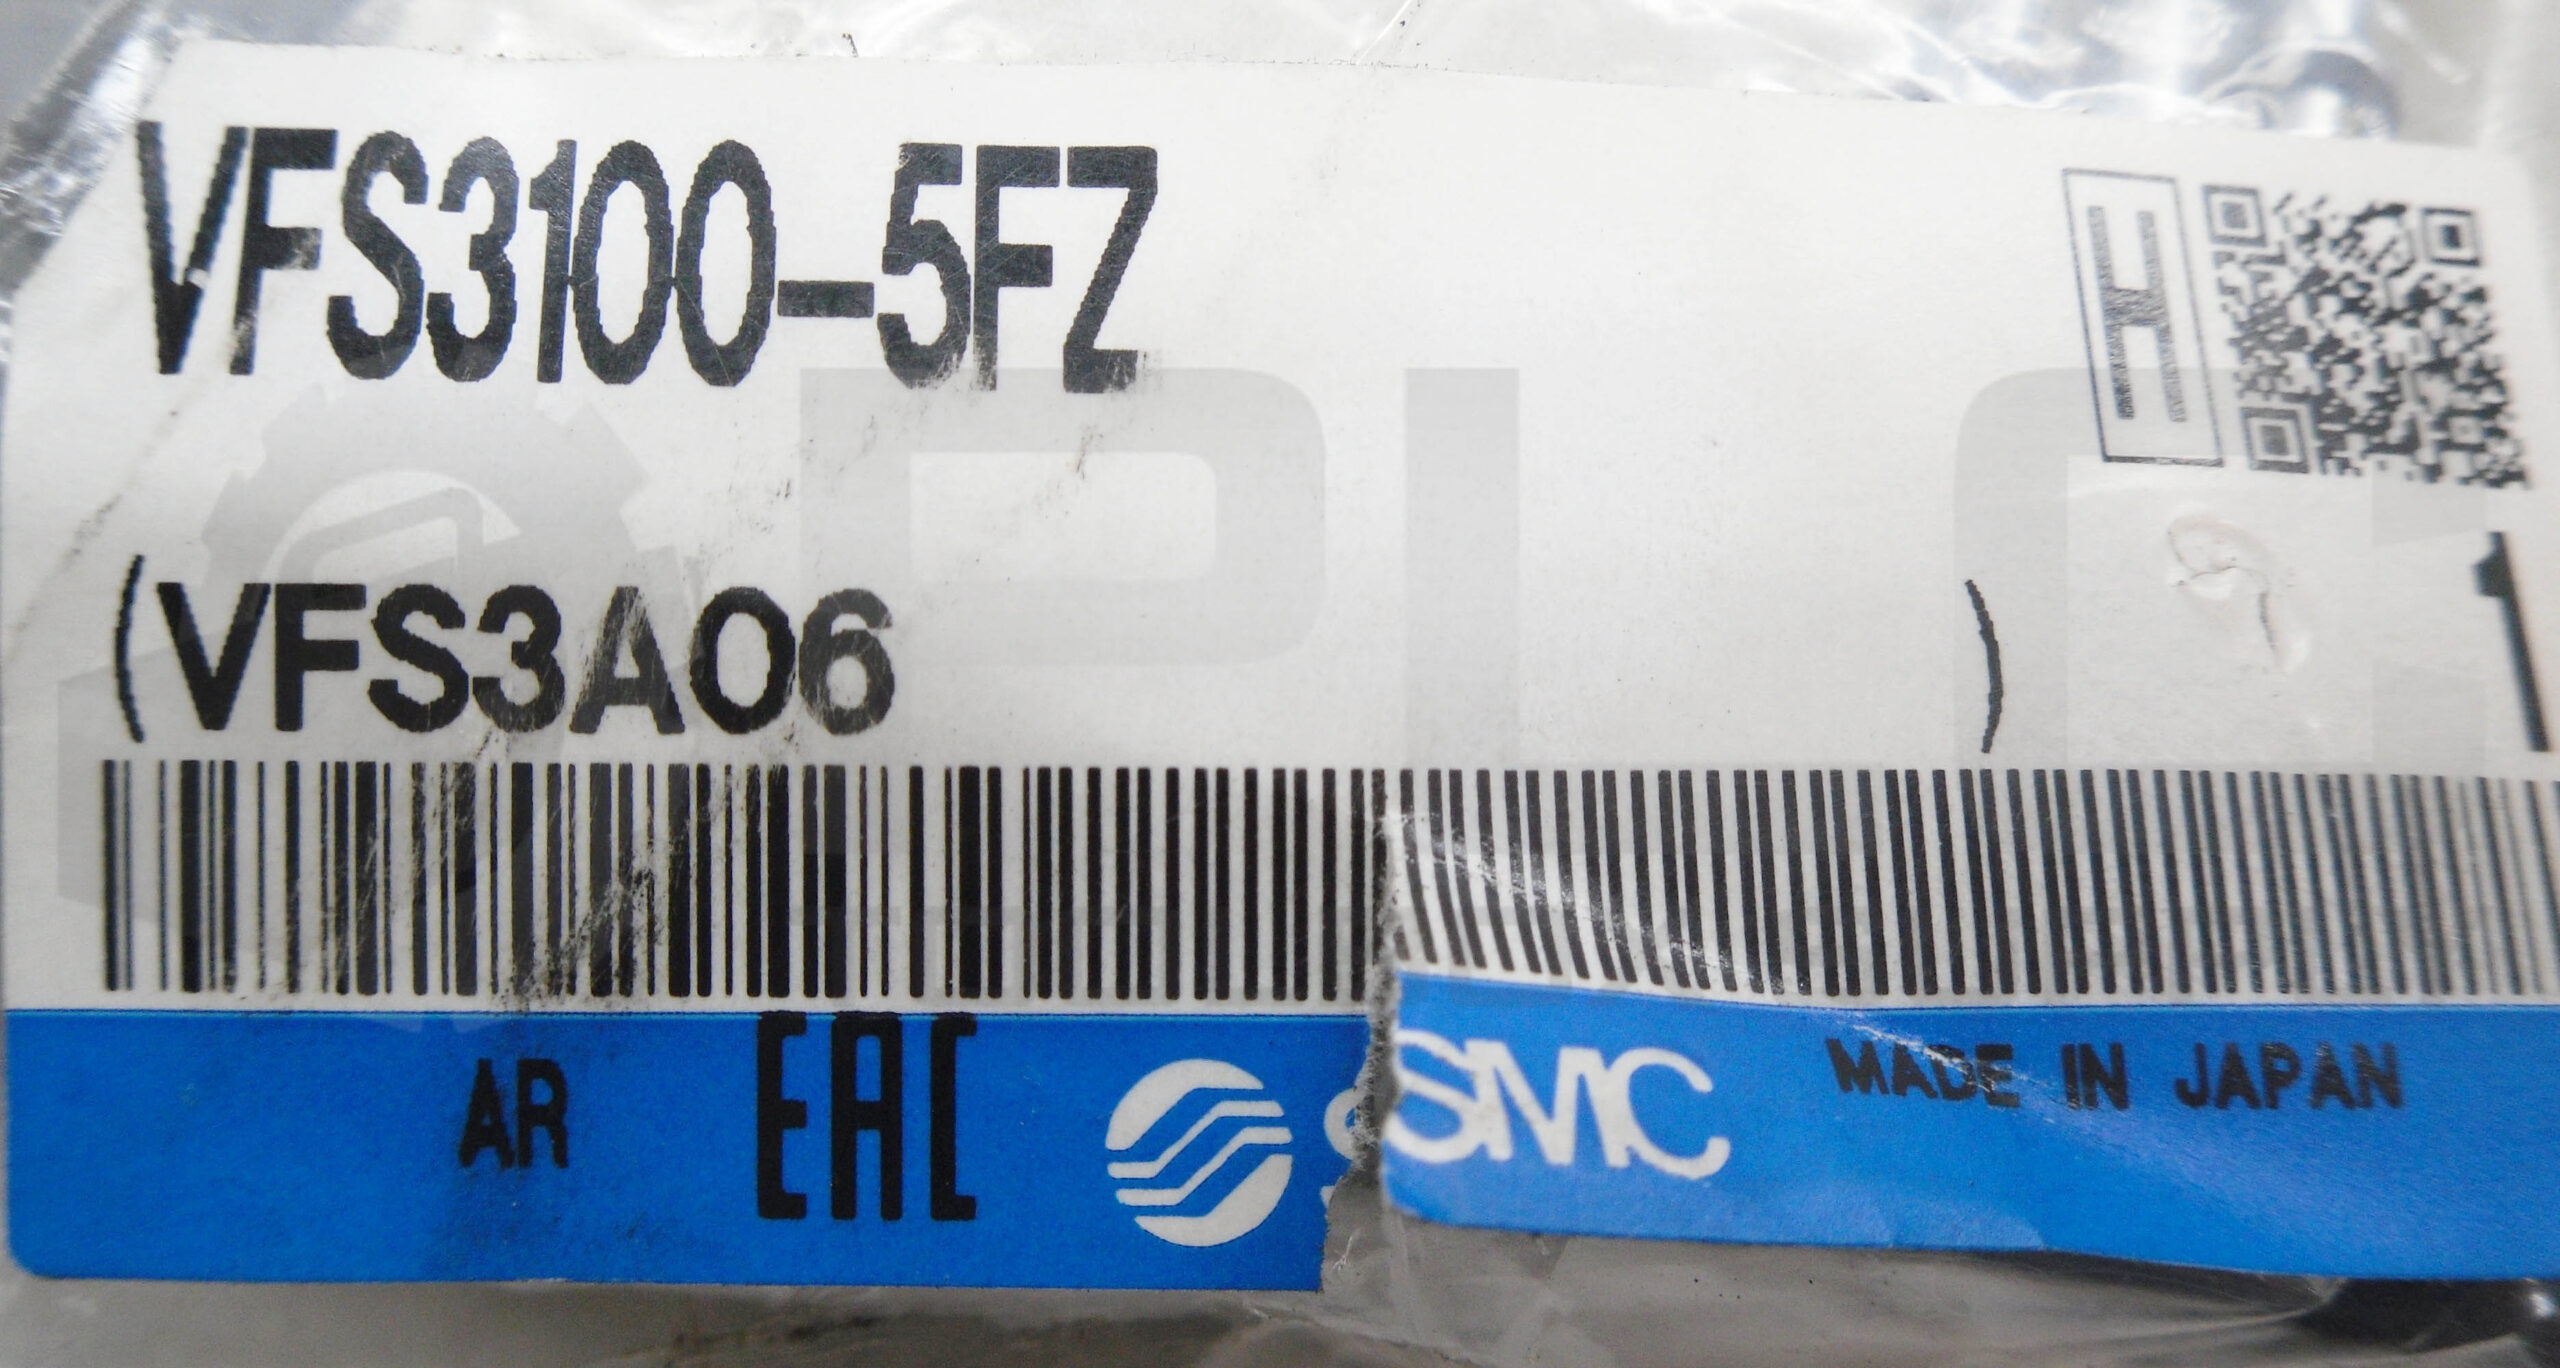 VFS3100-5FZ
H
(VFS3A06 )
1
AR EAC SMC MADE IN JAPAN